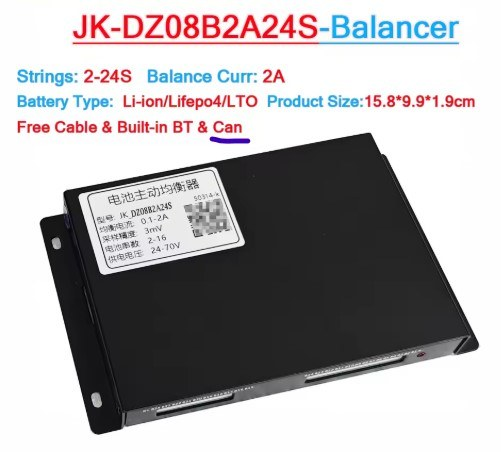 JK-DZ08B2A24S-Balancer
Strings: 2-24S Balance Curr: 2A
Battery Type: Li-ion/Lifepo4/LTO Product Size:15.8*9.9*1.9cm
Free Cable & Built-in BT & Can
电池主动均衡器
50314-k
型号: JK_DZ08B2A24S
均衡电流: 0.1-2A
采样精度: 3mV
电池串数: 2-16
供电电压: 24-70V